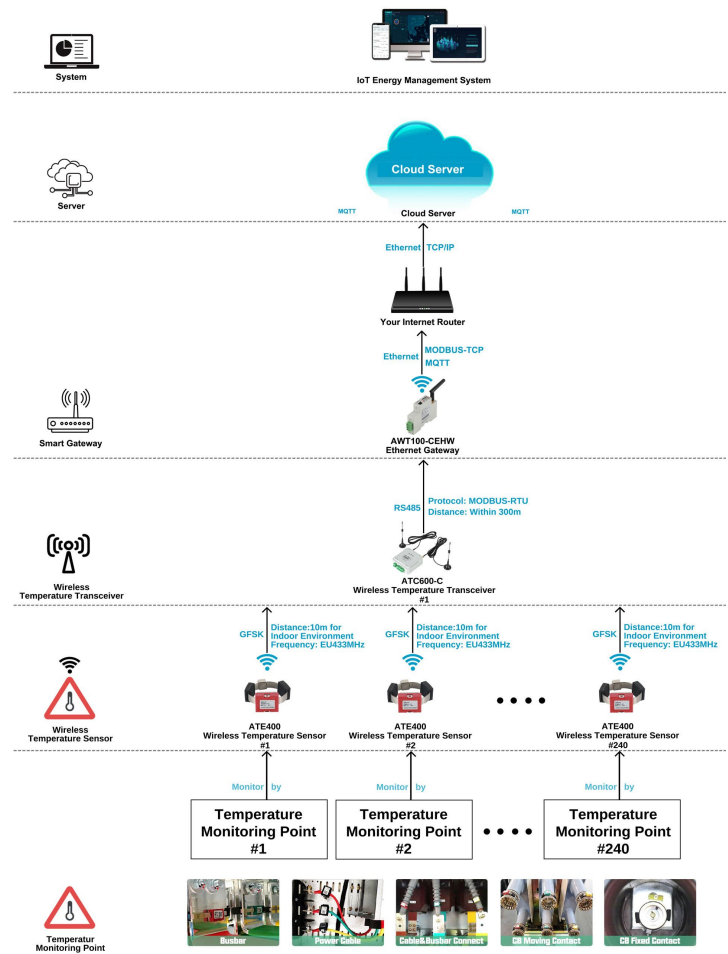 System
IoT Energy Management System
Cloud Server
Server
MQTT
Cloud Server
MQTT
Ethernet TCP/IP
Your Internet Router
Ethernet
MODBUS-TCP
MQTT
Smart Gateway
AWT100-CEHW
Ethernet Gateway
RS485
Protocol: MODBUS-RTU
Distance: Within 300m
Wireless
Temperature Transceiver
ATC600-C
Wireless Temperature Transceiver
#1
GFSK
Distance:10m for
Indoor Environment
Frequency: EU433MHz
GFSK
Distance:10m for
Indoor Environment
Frequency: EU433MHz
GFSK
Distance:10m for
Indoor Environment
Frequency: EU433MHz
Wireless
Temperature Sensor
ATE400
Wireless Temperature Sensor
#1
ATE400
Wireless Temperature Sensor
#2
ATE400
Wireless Temperature Sensor
#240
Monitor by
Monitor by
Monitor by
Temperature
Monitoring Point
#1
Temperature
Monitoring Point
#2
Temperature
Monitoring Point
#240
Temperatur
Monitoring Point
Busbar
Power Cable
Cable&Busbar Connect
CB Moving Contact
CB Fixed Contact